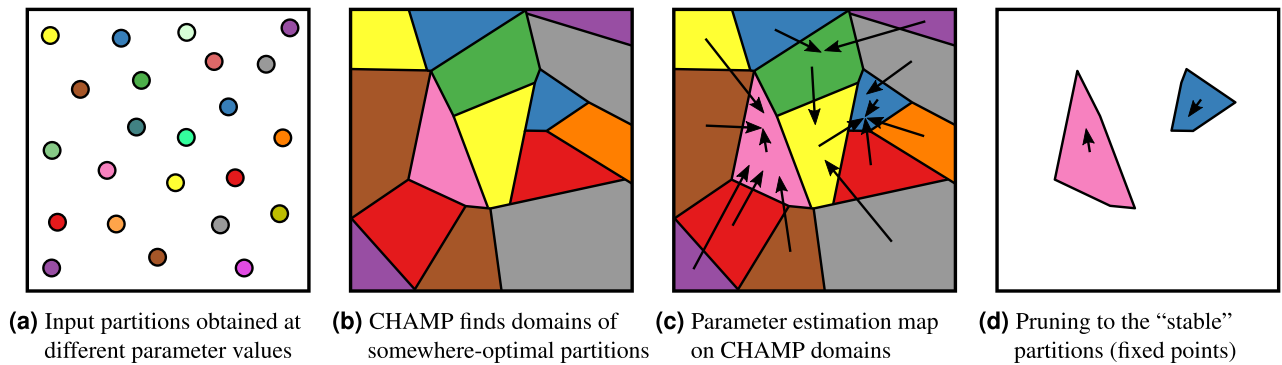 (a) Input partitions obtained at
different parameter values
(b) CHAMP finds domains of
somewhere-optimal partitions
(c) Parameter estimation map
on CHAMP domains
(d) Pruning to the “stable”
partitions (fixed points)